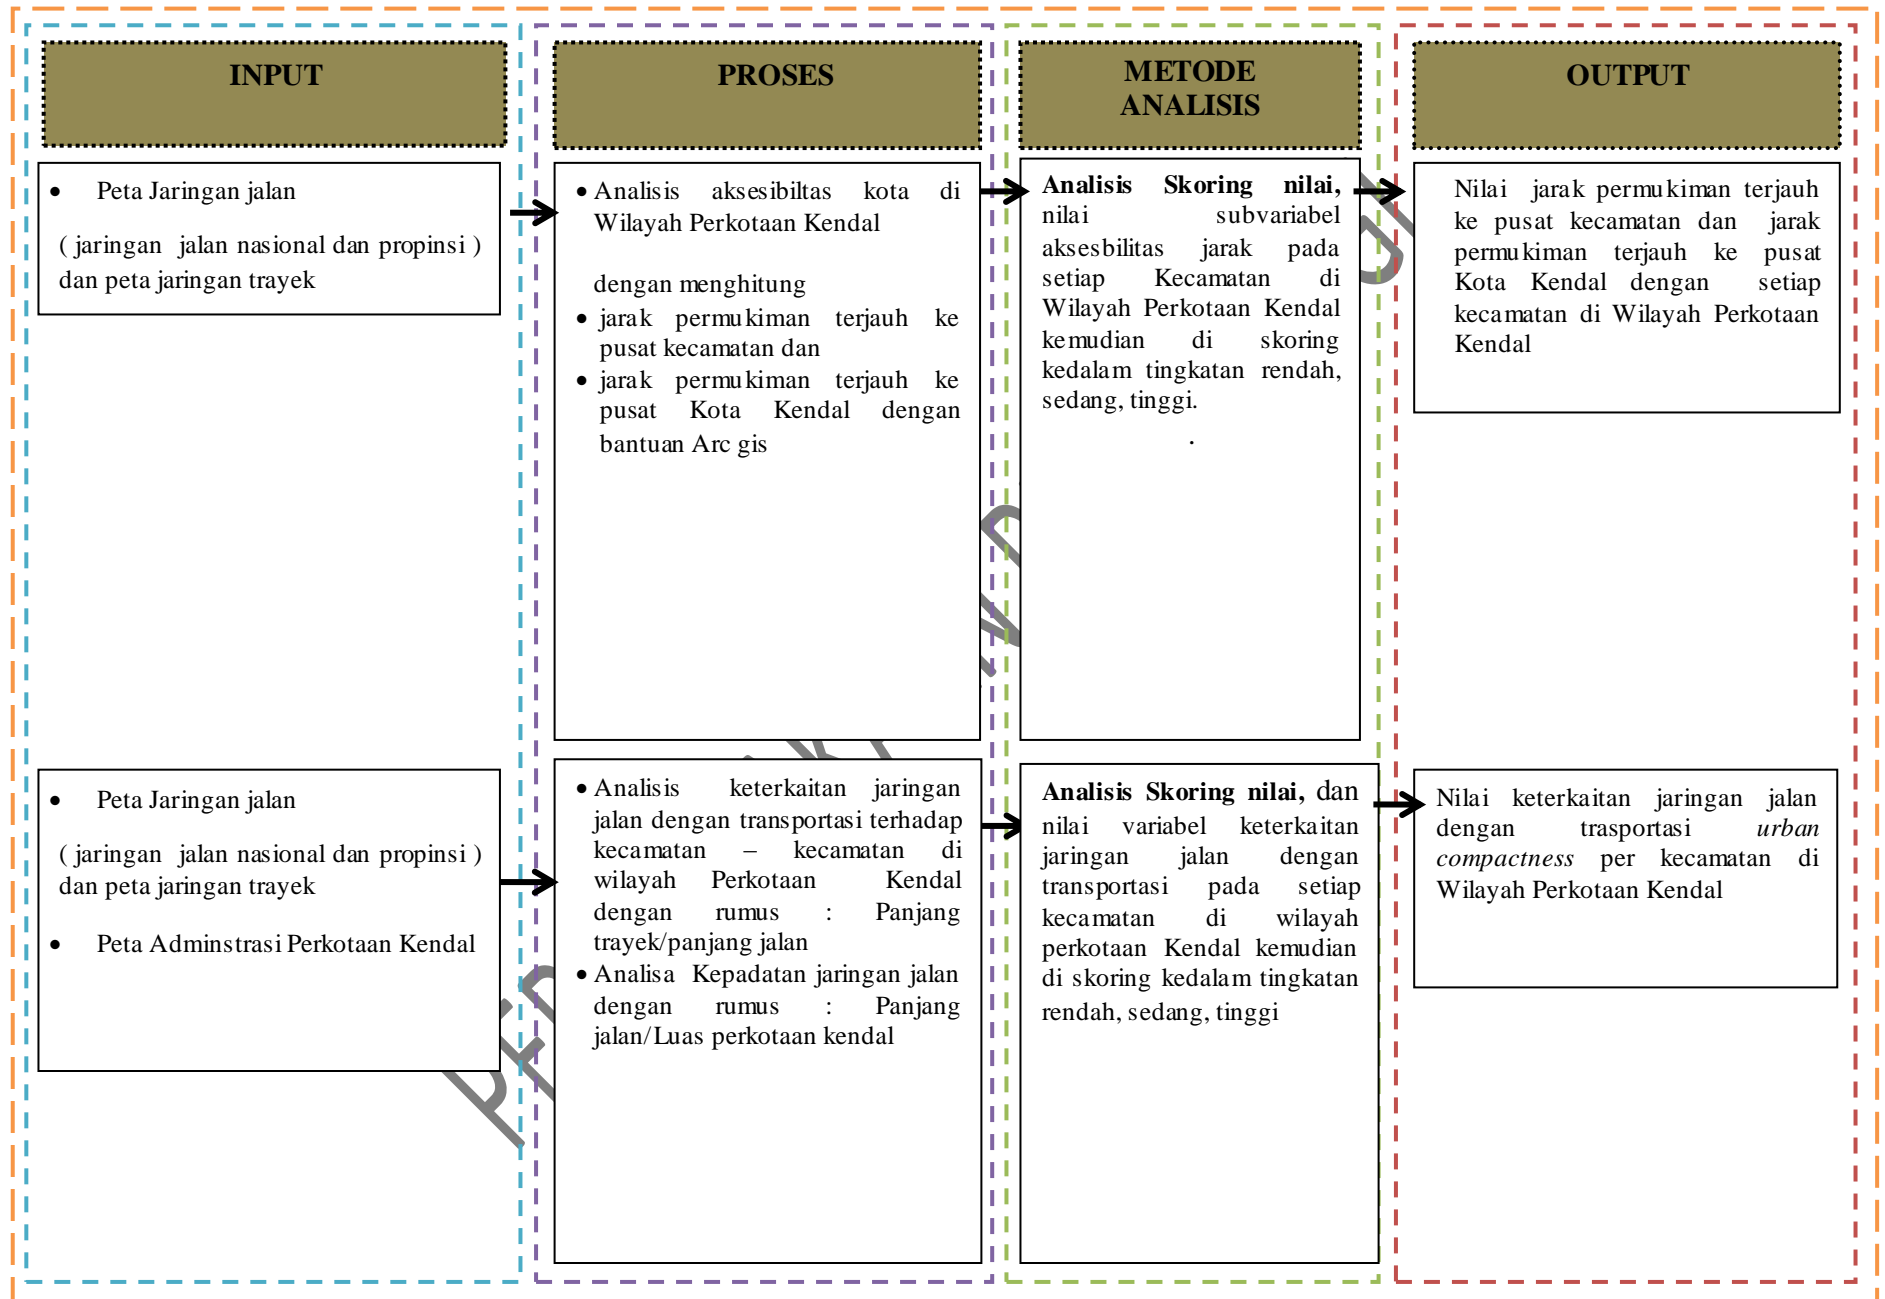 INPUT
PROSES
METODE
ANALISIS
OUTPUT
• Peta Jaringan jalan
( jaringan jalan nasional dan propinsi )
dan peta jaringan trayek
• Analisis aksesibiltas kota di
Wilayah Perkotaan Kendal
dengan menghitung
• jarak permukiman terjauh ke
pusat kecamatan dan
• jarak permukiman terjauh ke
pusat Kota Kendal dengan
bantuan Arc gis
Analisis Skoring nilai,
nilai subvariabel
aksesbilitas jarak pada
setiap Kecamatan di
Wilayah Perkotaan Kendal
kemudian di skoring
kedalam tingkatan rendah,
sedang, tinggi.
.
Nilai jarak permukiman terjauh
ke pusat kecamatan dan jarak
permukiman terjauh ke pusat
Kota Kendal dengan setiap
kecamatan di Wilayah Perkotaan
Kendal
• Peta Jaringan jalan
( jaringan jalan nasional dan propinsi )
dan peta jaringan trayek
• Peta Adminstrasi Perkotaan Kendal
• Analisis keterkaitan jaringan
jalan dengan transportasi terhadap
kecamatan – kecamatan di
wilayah Perkotaan Kendal
dengan rumus : Panjang
trayek/panjang jalan
• Analisa Kepadatan jaringan jalan
dengan rumus : Panjang
jalan/Luas perkotaan kendal
Analisis Skoring nilai, dan
nilai variabel keterkaitan
jaringan jalan dengan
transportasi pada setiap
kecamatan di wilayah
perkotaan Kendal kemudian
di skoring kedalam tingkatan
rendah, sedang, tinggi
Nilai keterkaitan jaringan jalan
dengan trasportasi urban
compactness per kecamatan di
Wilayah Perkotaan Kendal